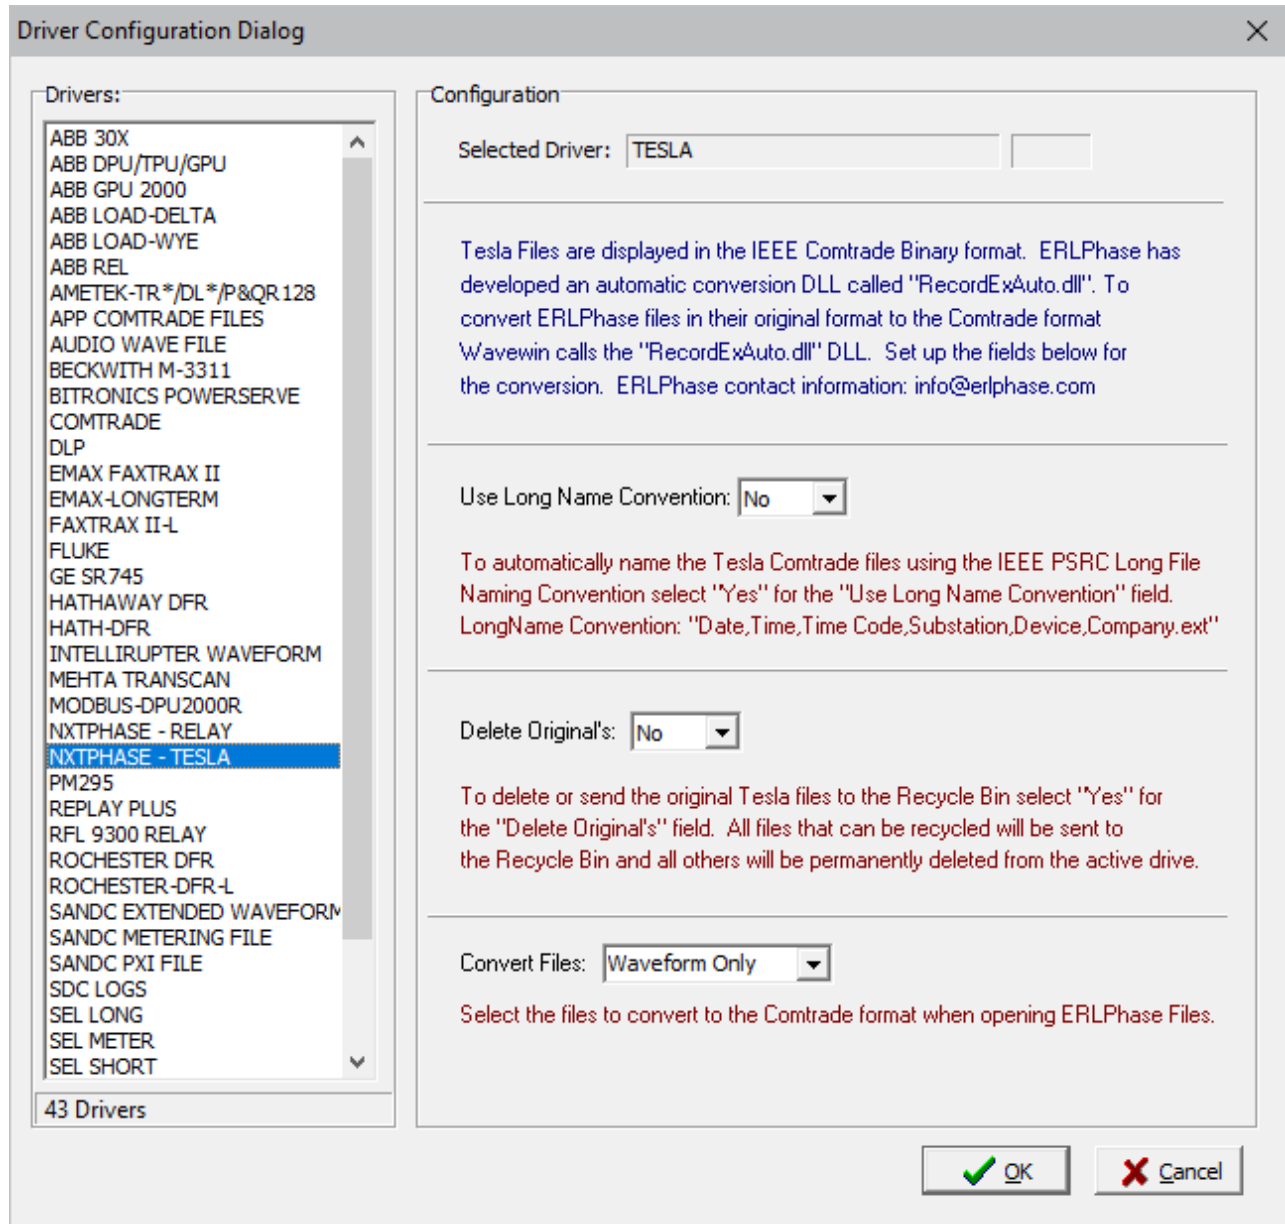 Driver Configuration Dialog
Drivers:
ABB 30X
ABB DPU/TPU/GPU
ABB GPU 2000
ABB LOAD-DELTA
ABB LOAD-WYE
ABB REL
AMETEK-TR*/DL*/P&QR128
APP COMTRADE FILES
AUDIO WAVE FILE
BECKWITH M-3311
BITRONICS POWERSERVE
COMTRADE
DLP
EMAX FAXTRAX II
EMAX-LONGTERM
FAXTRAX II-L
FLUKE
GE SR745
HATHAWAY DFR
HATH-DFR
INTELLIRUPTER WAVEFORM
MEHTA TRANSCAN
MODBUS-DPU2000R
NXTPHASE - RELAY
NXTPHASE - TESLA
PM295
REPLAY PLUS
RFL 9300 RELAY
ROCHESTER DFR
ROCHESTER-DFR-L
SANDC EXTENDED WAVEFORM
SANDC METERING FILE
SANDC PXI FILE
SDC LOGS
SEL LONG
SEL METER
SEL SHORT
43 Drivers
Configuration
Selected Driver: TESLA
Tesla Files are displayed in the IEEE Comtrade Binary format. ERLPhase has
developed an automatic conversion DLL called "RecordExAuto.dll". To
convert ERLPhase files in their original format to the Comtrade format
Wavewin calls the "RecordExAuto.dll" DLL. Set up the fields below for
the conversion. ERLPhase contact information: info@erlphase.com
Use Long Name Convention: No
To automatically name the Tesla Comtrade files using the IEEE PSRC Long File
Naming Convention select "Yes" for the "Use Long Name Convention" field.
LongName Convention: "Date,Time,Time Code,Substation,Device,Company.ext"
Delete Original's: No
To delete or send the original Tesla files to the Recycle Bin select "Yes" for
the "Delete Original's" field. All files that can be recycled will be sent to
the Recycle Bin and all others will be permanently deleted from the active drive.
Convert Files: Waveform Only
Select the files to convert to the Comtrade format when opening ERLPhase Files.
OK
Cancel